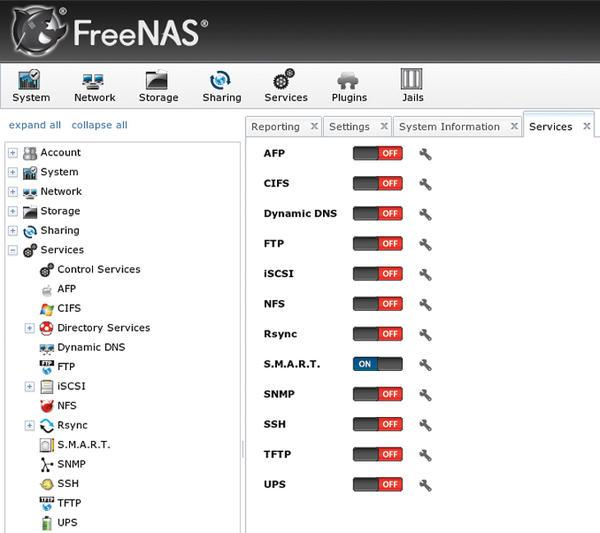 FreeNAS®
System Network Storage Sharing Services Plugins Jails
expand all collapse all
Reporting X Settings X System Information X Services X
Account
System
Network
Storage
Sharing
Services
Control Services
AFP
CIFS
Directory Services
Dynamic DNS
FTP
iSCSI
NFS
Rsync
S.M.A.R.T.
SNMP
SSH
TFTP
UPS
AFP OFF
CIFS OFF
Dynamic DNS OFF
FTP OFF
iSCSI OFF
NFS OFF
Rsync OFF
S.M.A.R.T. ON
SNMP OFF
SSH OFF
TFTP OFF
UPS OFF